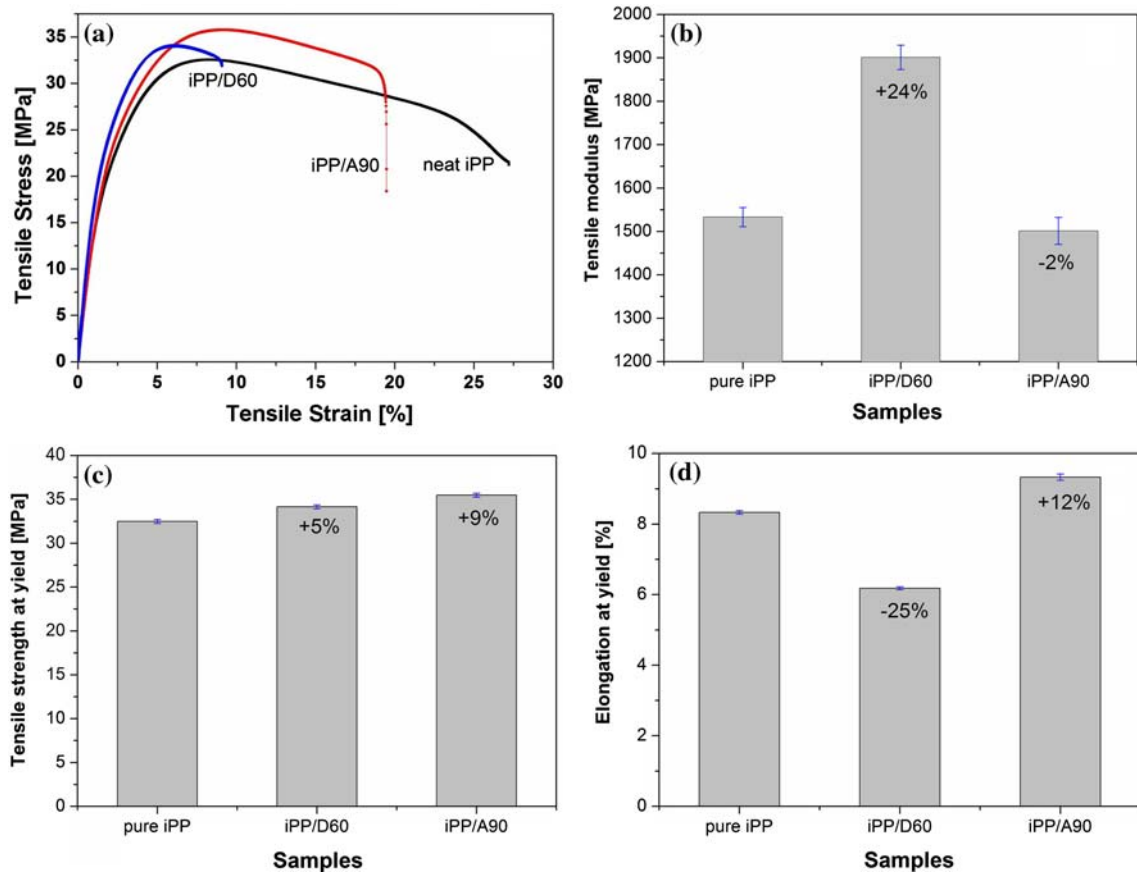 (a)
Tensile Stress [MPa]
35
30
25
20
15
10
5
0
iPP/D60
iPP/A90
neat iPP
0
5
10
15
20
25
30
Tensile Strain [%]
(b)
Tensile modulus [MPa]
2000
1900
1800
1700
1600
1500
1400
1300
1200
+24%
-2%
pure iPP
iPP/D60
iPP/A90
Samples
(c)
Tensile strength at yield [MPa]
40
35
30
25
20
15
10
5
0
+5%
+9%
pure iPP
iPP/D60
iPP/A90
Samples
(d)
Elongation at yield [%]
10
8
6
4
2
0
-25%
+12%
pure iPP
iPP/D60
iPP/A90
Samples